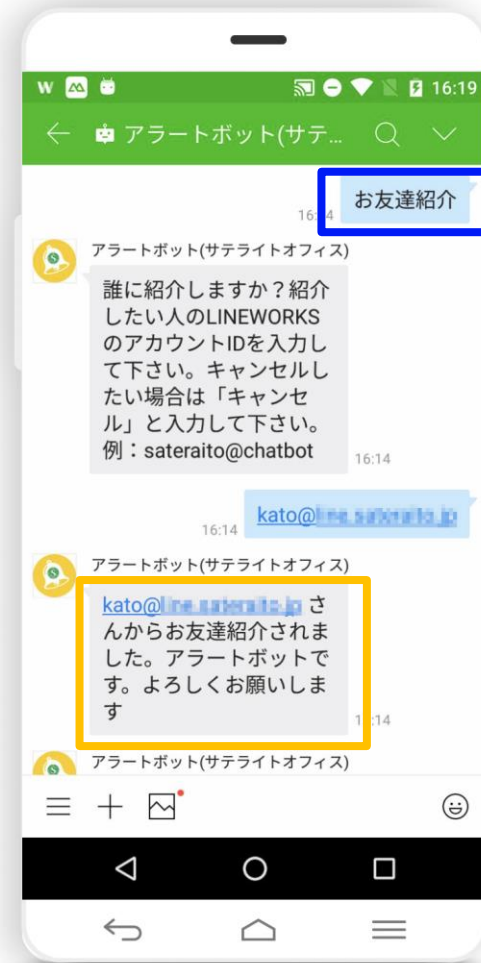 W 16:19
アラートボット(サテ...
お友達紹介
アラートボット(サテライトオフィス)
誰に紹介しますか？紹介
したい人のLINEWORKS
のアカウントIDを入力し
て下さい。キャンセルし
たい場合は「キャンセ
ル」と入力して下さい。
例：sateraito@chatbot
16:14
16:14
kato@
アラートボット(サテライトオフィス)
kato@ さ
んからお友達紹介されま
した。アラートボットで
す。よろしくお願いしま
す
アラートボット(サテライトオフィス)